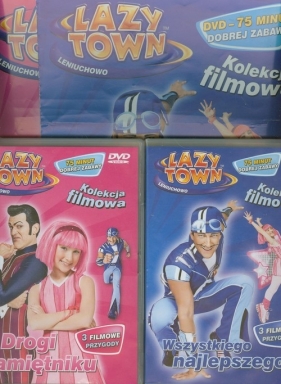 LAZY
TOWN
LENIUCHOWO
DVD - 75 MINUT
DOBREJ ZABAWY
Kolekcja
filmowa
LAZY
TOWN
LENIUCHOWO
75 MINUT
DOBREJ ZABAWY
DVD
Kolekcja
filmowa
3 FILMOWE
PRZYGODY
Drogi
amiętniku
LAZY
TOWN
LENIUCHOWO
75 MINUT
DOBREJ ZABAWY
Kolekcja
filmowa
3 FILMOWE
PRZYGODY
Wszystkiego
najlepszego